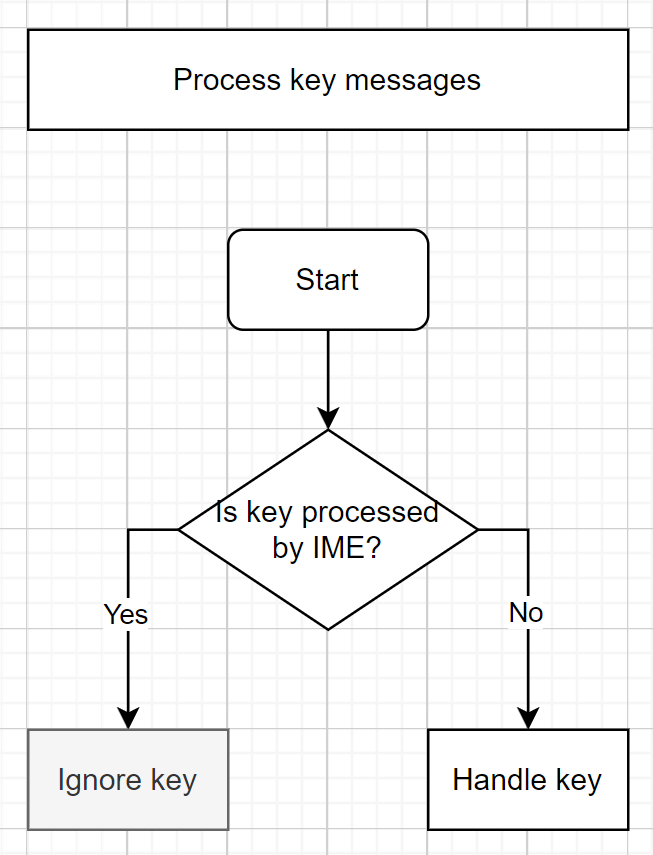 Process key messages
Start
Is key processed
by IME?
Yes
No
Ignore key
Handle key